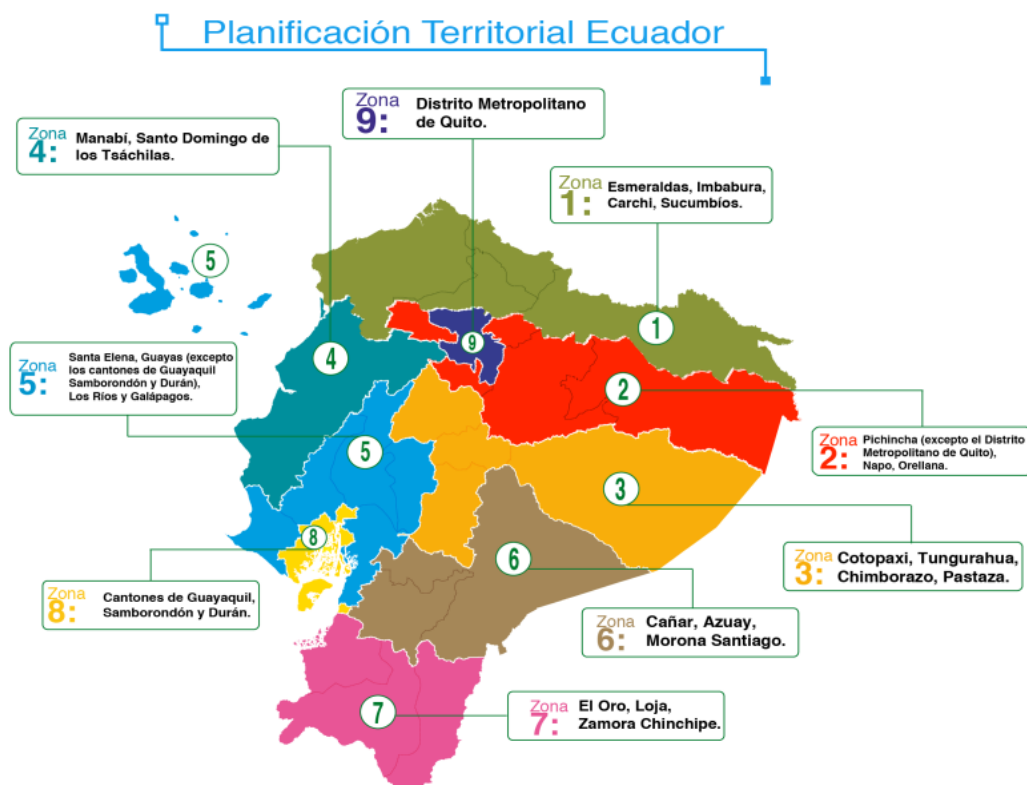 Planificación Territorial Ecuador
Zona
9:
Distrito Metropolitano
de Quito.
Zona
4:
Manabí, Santo Domingo de
los Tsáchilas.
Zona
1:
Esmeraldas, Imbabura,
Carchi, Sucumbíos.
5
1
4
9
Zona
5:
Santa Elena, Guayas (excepto
los cantones de Guayaquil
Samborondón y Durán),
Los Ríos y Galápagos.
2
5
Zona
2:
Pichincha (excepto el Distrito
Metropolitano de Quito),
Napo, Orellana.
3
8
6
Zona
3:
Cotopaxi, Tungurahua,
Chimborazo, Pastaza.
Zona
8:
Cantones de Guayaquil,
Samborondón y Durán.
Zona
6:
Cañar, Azuay,
Morona Santiago.
7
Zona
7:
El Oro, Loja,
Zamora Chinchipe.